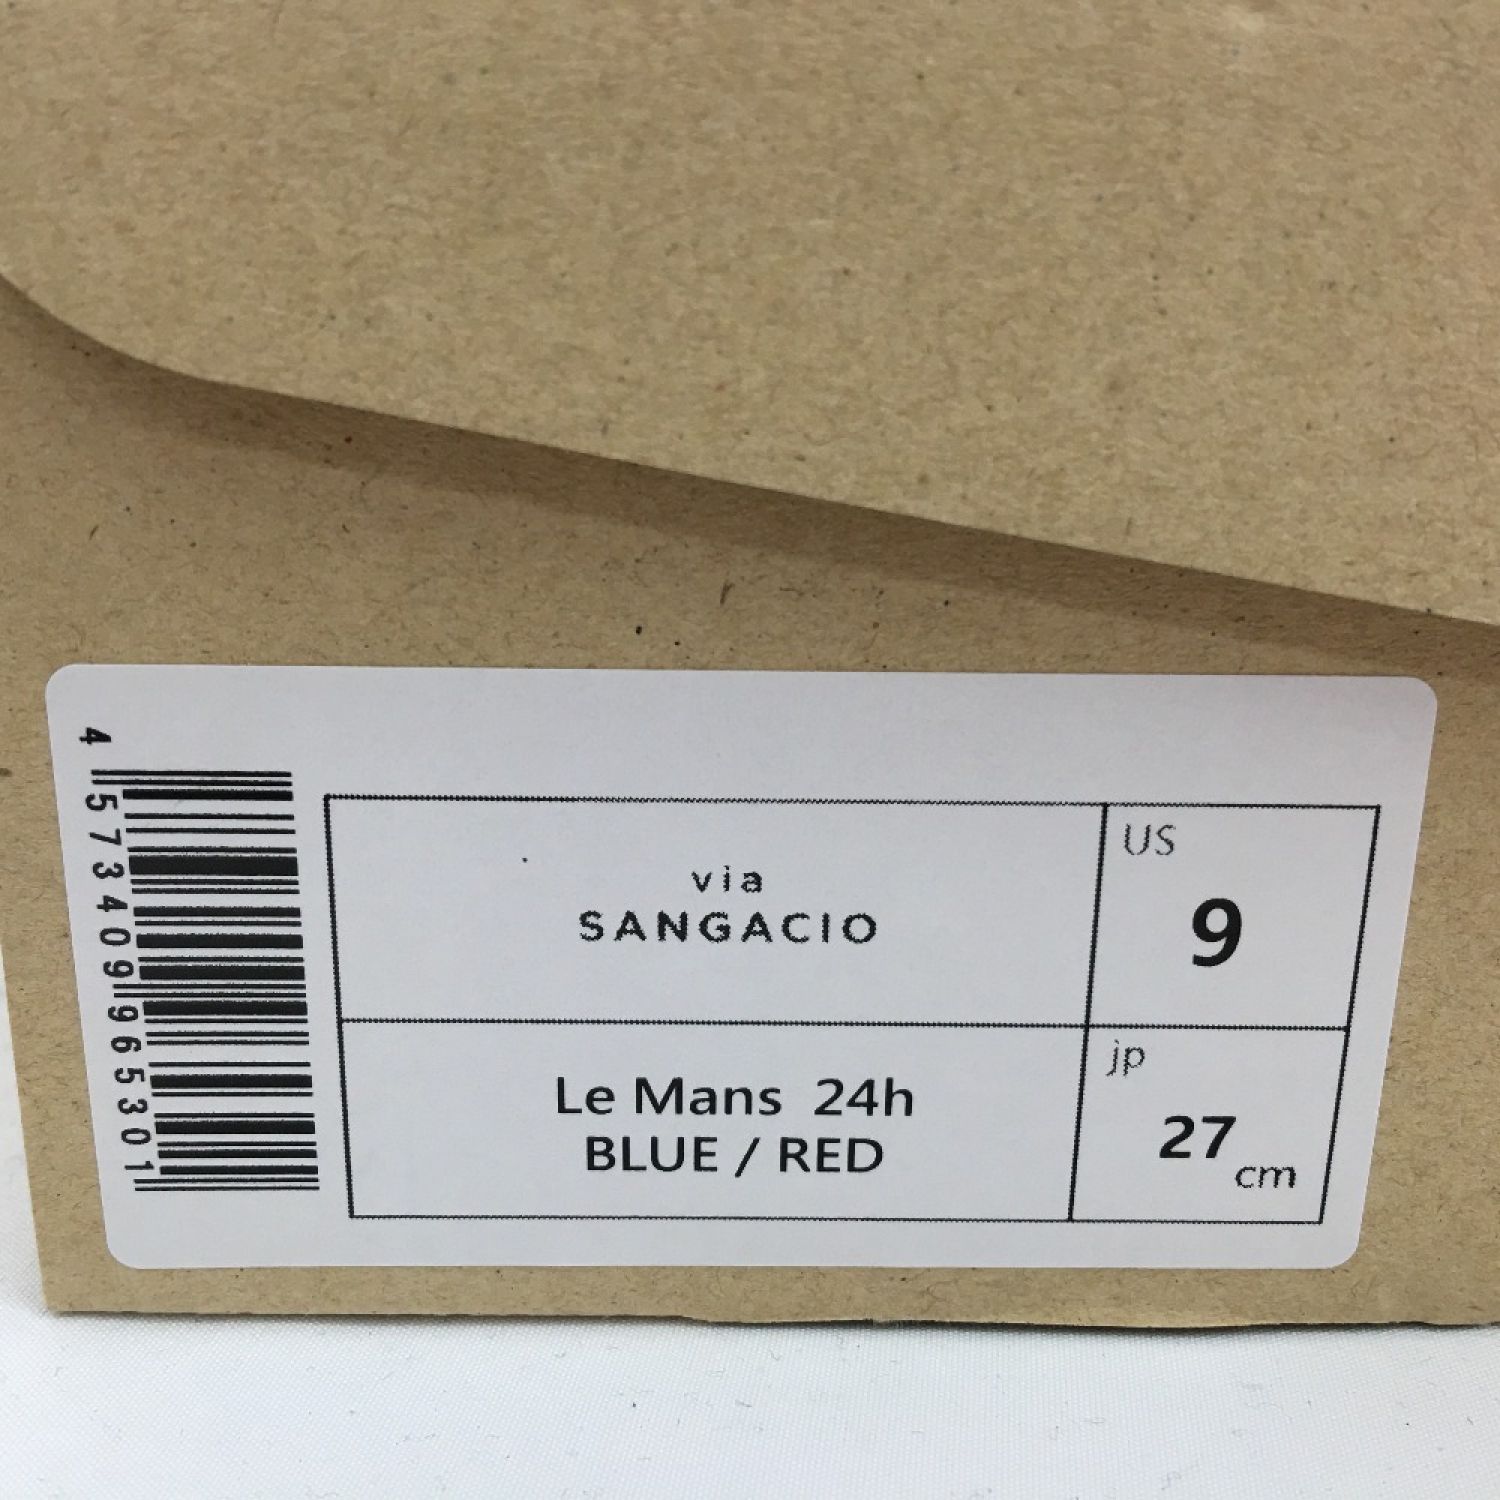 4573409965301
via
SANGACIO
US
9
Le Mans 24h
BLUE / RED
jp
27 cm